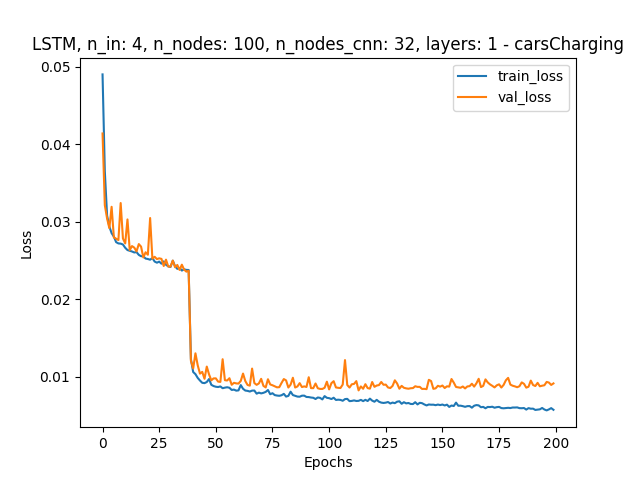 LSTM, n_in: 4, n_nodes: 100, n_nodes_cnn: 32, layers: 1 - carsCharging
train_loss
val_loss
0.05
0.04
0.03
0.02
0.01
Loss
0 25 50 75 100 125 150 175 200
Epochs